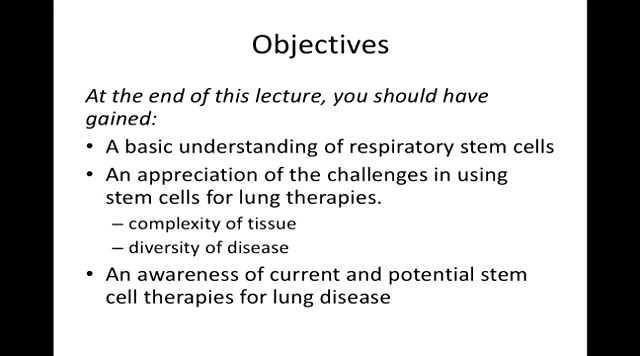 Objectives
At the end of this lecture, you should have
gained:
• A basic understanding of respiratory stem cells
• An appreciation of the challenges in using
stem cells for lung therapies.
– complexity of tissue
– diversity of disease
• An awareness of current and potential stem
cell therapies for lung disease